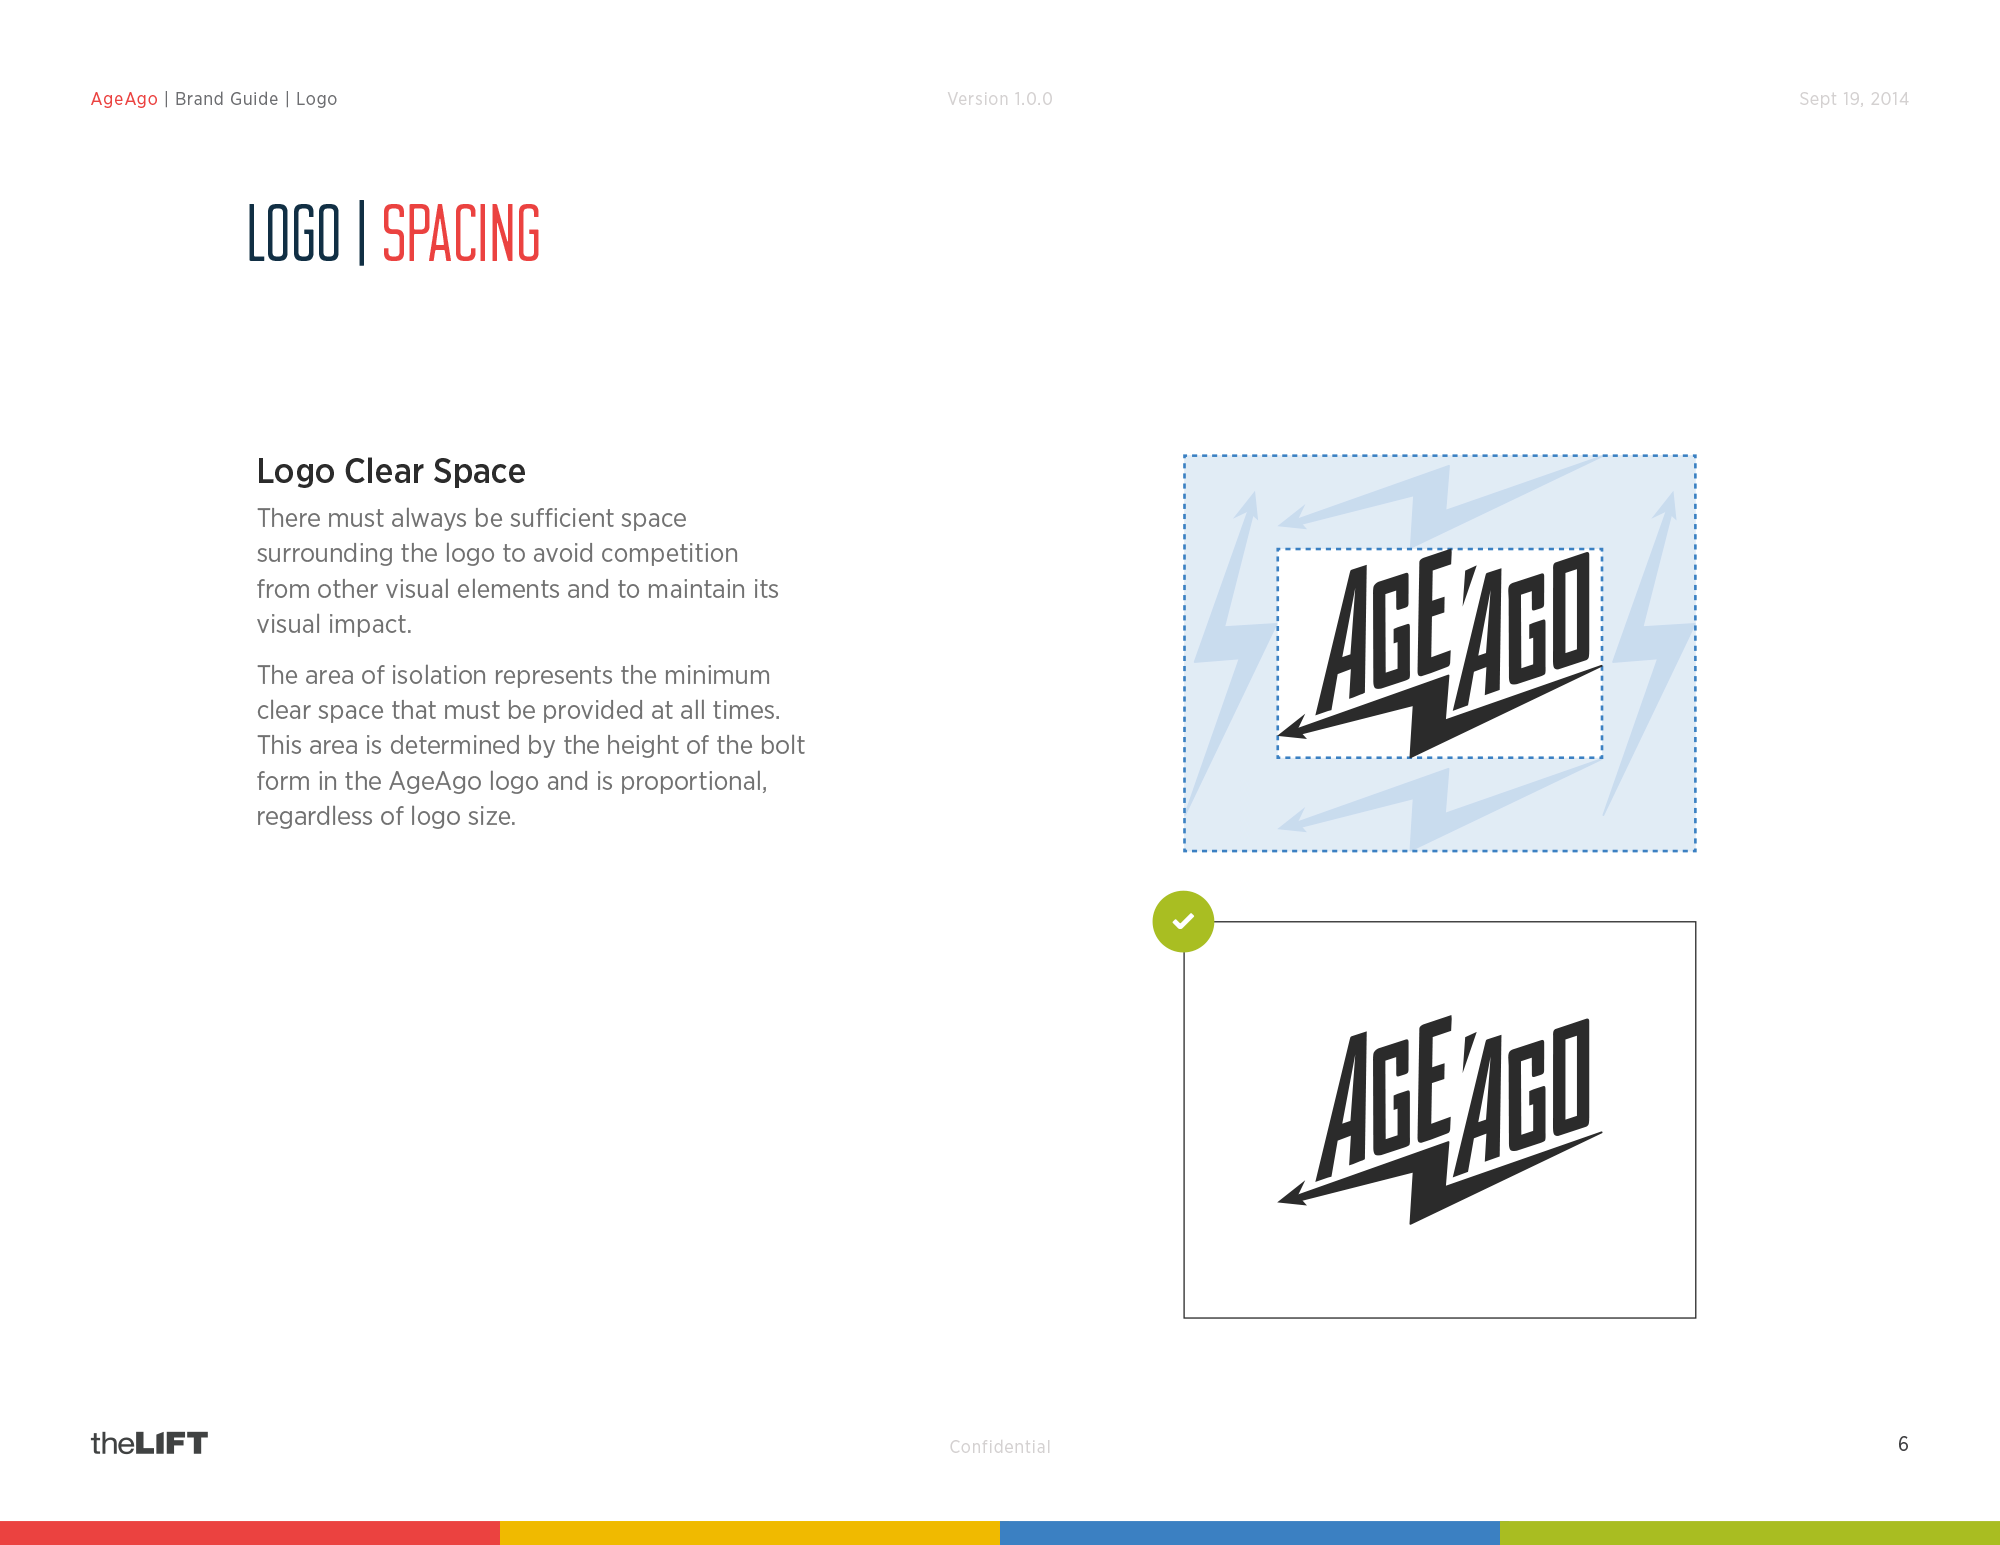 AgeAgo | Brand Guide | Logo
Version 1.0.0
Sept 19, 2014
LOGO | SPACING
Logo Clear Space
There must always be sufficient space
surrounding the logo to avoid competition
from other visual elements and to maintain its
visual impact.
The area of isolation represents the minimum
clear space that must be provided at all times.
This area is determined by the height of the bolt
form in the AgeAgo logo and is proportional,
regardless of logo size.
AGE'AGO
AGE'AGO
theLIFT
Confidential
6